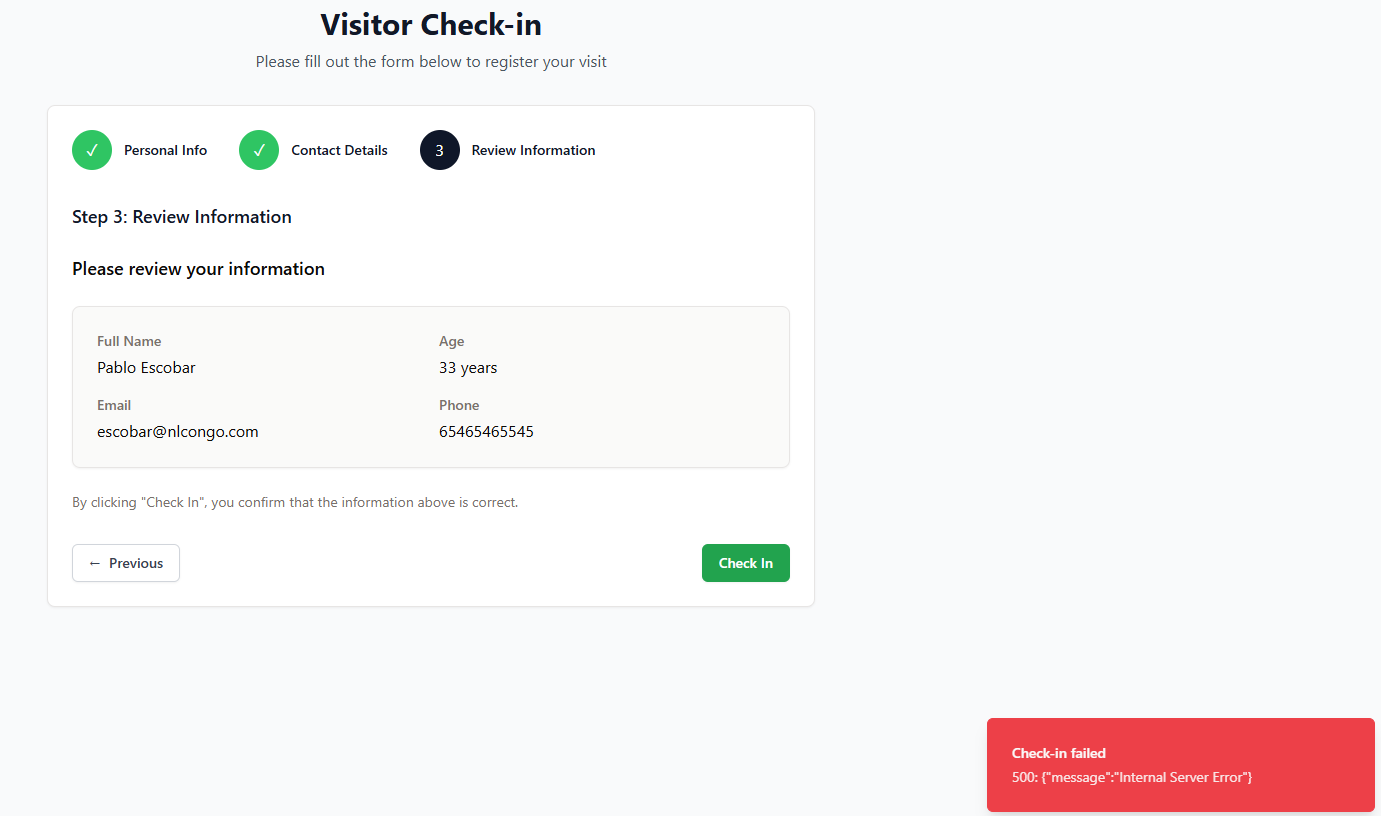 Visitor Check-in
Please fill out the form below to register your visit
✓ Personal Info ✓ Contact Details 3 Review Information
Step 3: Review Information
Please review your information
Full Name Age
Pablo Escobar 33 years
Email Phone
escobar@nlcongo.com 65465465545
By clicking "Check In", you confirm that the information above is correct.
← Previous Check In
Check-in failed
500: {"message":"Internal Server Error"}